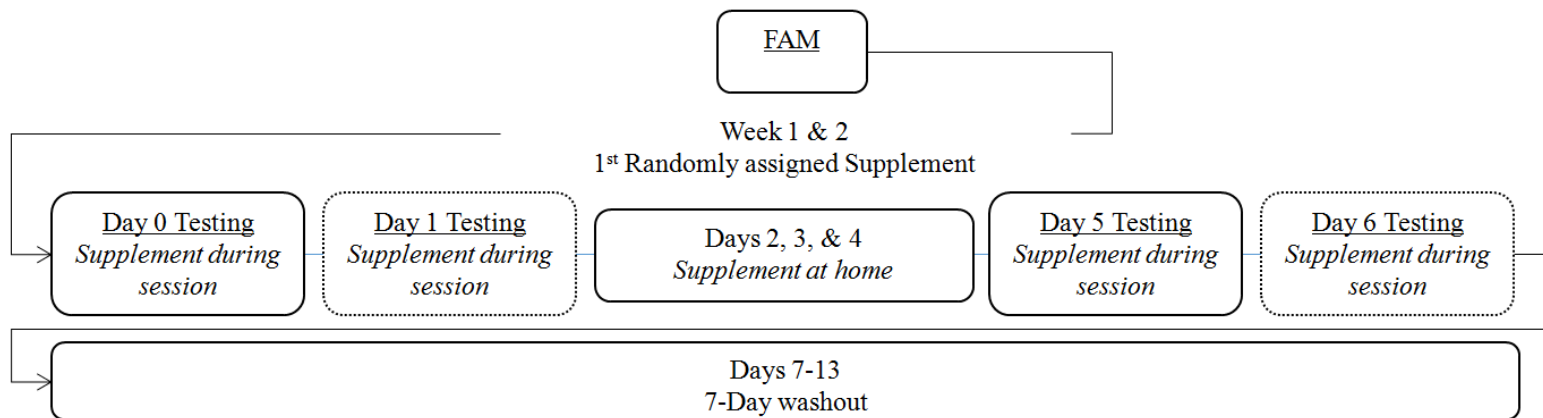 FAM
Week 1 & 2
1st Randomly assigned Supplement
Day 0 Testing
Supplement during
session
Day 1 Testing
Supplement during
session
Days 2, 3, & 4
Supplement at home
Day 5 Testing
Supplement during
session
Day 6 Testing
Supplement during
session
Days 7-13
7-Day washout